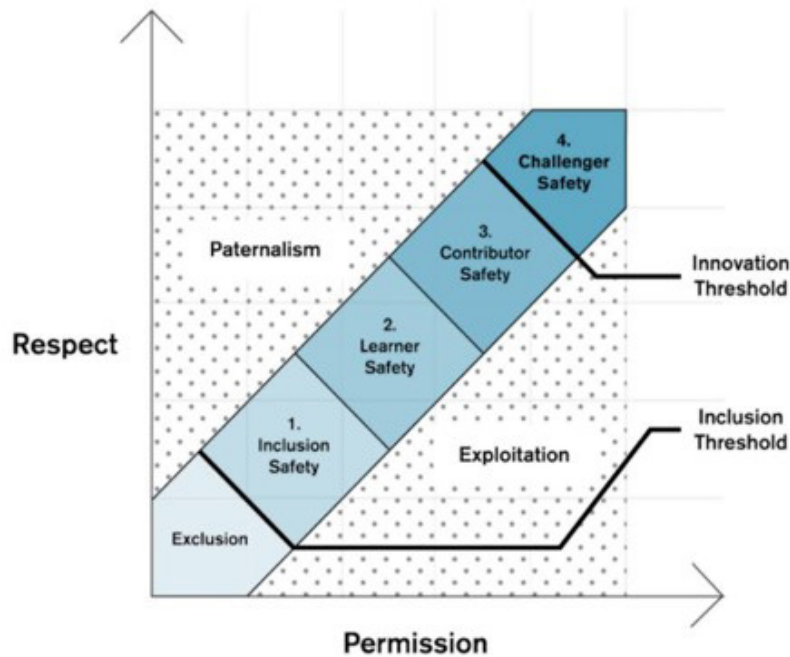 4.
Challenger
Safety
3.
Contributor
Safety
Paternalism
Innovation
Threshold
2.
Learner
Safety
Respect
1.
Inclusion
Safety
Inclusion
Threshold
Exploitation
Exclusion
Permission